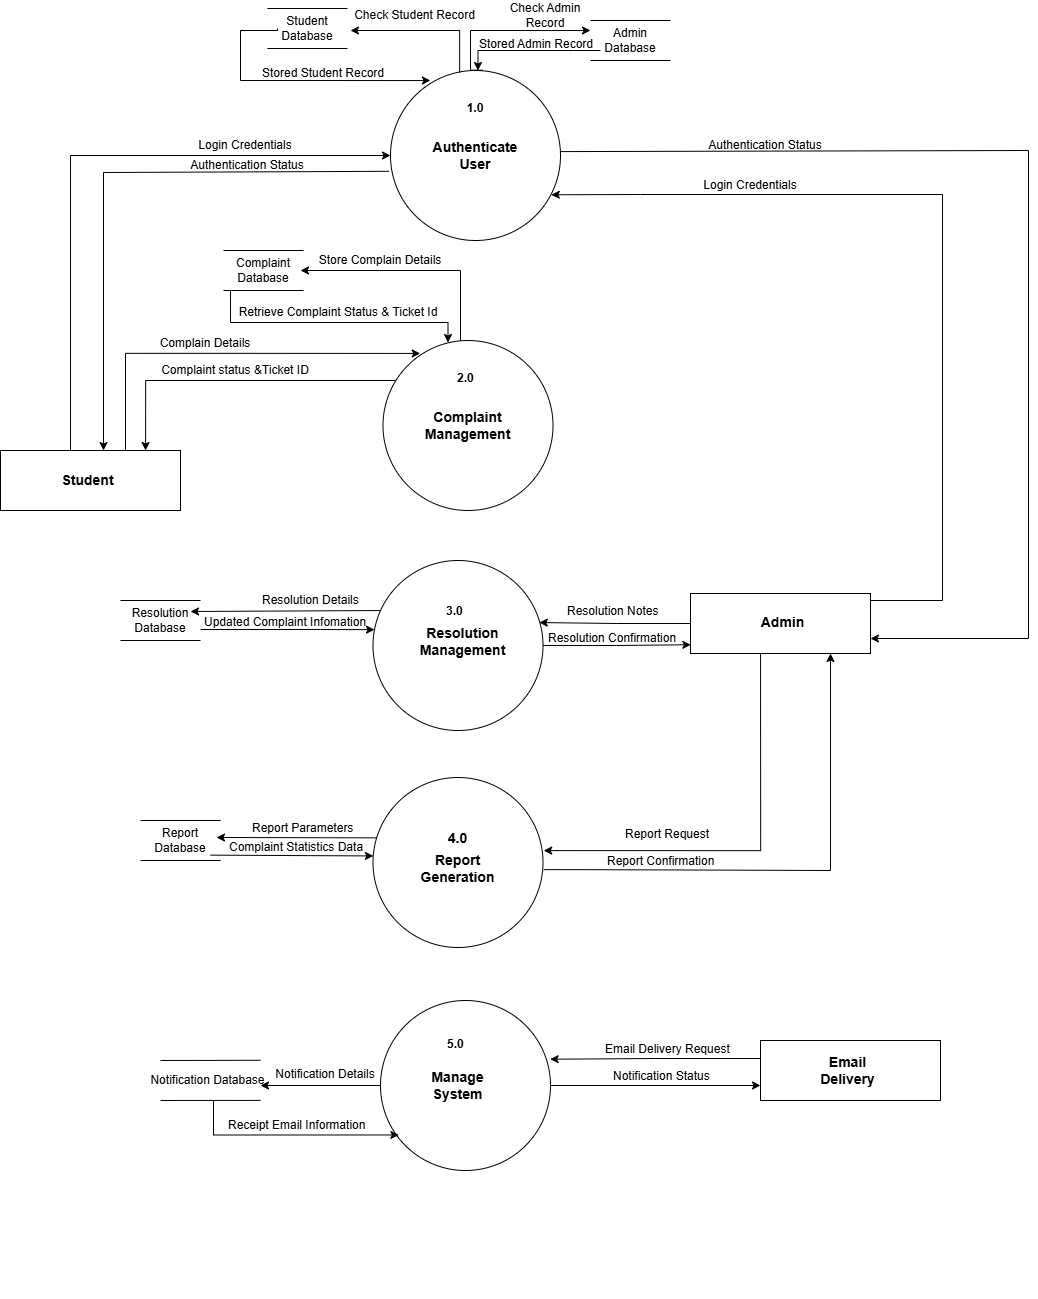 Student
Database
Check Student Record
Check Admin
Record
Admin
Database
Stored Admin Record
Stored Student Record
1.0
Authenticate
User
Login Credentials
Authentication Status
Authentication Status
Login Credentials
Complaint
Database
Store Complain Details
Retrieve Complaint Status & Ticket Id
Complain Details
Complaint status &Ticket ID
2.0
Complaint
Management
Student
Resolution
Database
Resolution Details
Updated Complaint Infomation
3.0
Resolution
Management
Resolution Notes
Resolution Confirmation
Admin
Report
Database
Report Parameters
Complaint Statistics Data
4.0
Report
Generation
Report Request
Report Confirmation
5.0
Manage
System
Notification Database
Notification Details
Receipt Email Information
Email Delivery Request
Notification Status
Email
Delivery